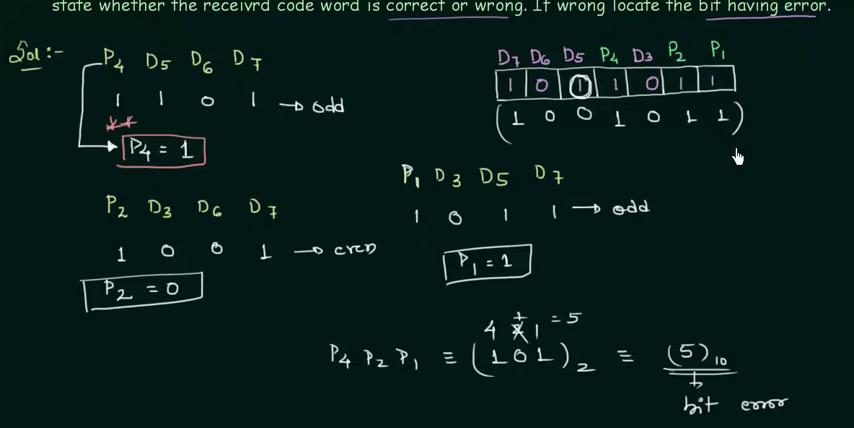 state whether the receivrd code word is correct or wrong. If wrong locate the bit having error.
Sol :-
P4 D5 D6 D7
1 1 0 1 → odd
P4 = 1
D7 D6 D5 P4 D3 P2 P1
1 0 1 1 0 1 1
(1 0 0 1 0 1 1)
P2 D3 D6 D7
1 0 0 1 → even
P2 = 0
P1 D3 D5 D7
1 0 1 1 → odd
P1 = 1
4 + 1 = 5
P4 P2 P1 ≡ (1 0 1)2 ≡ (5)10
bit error